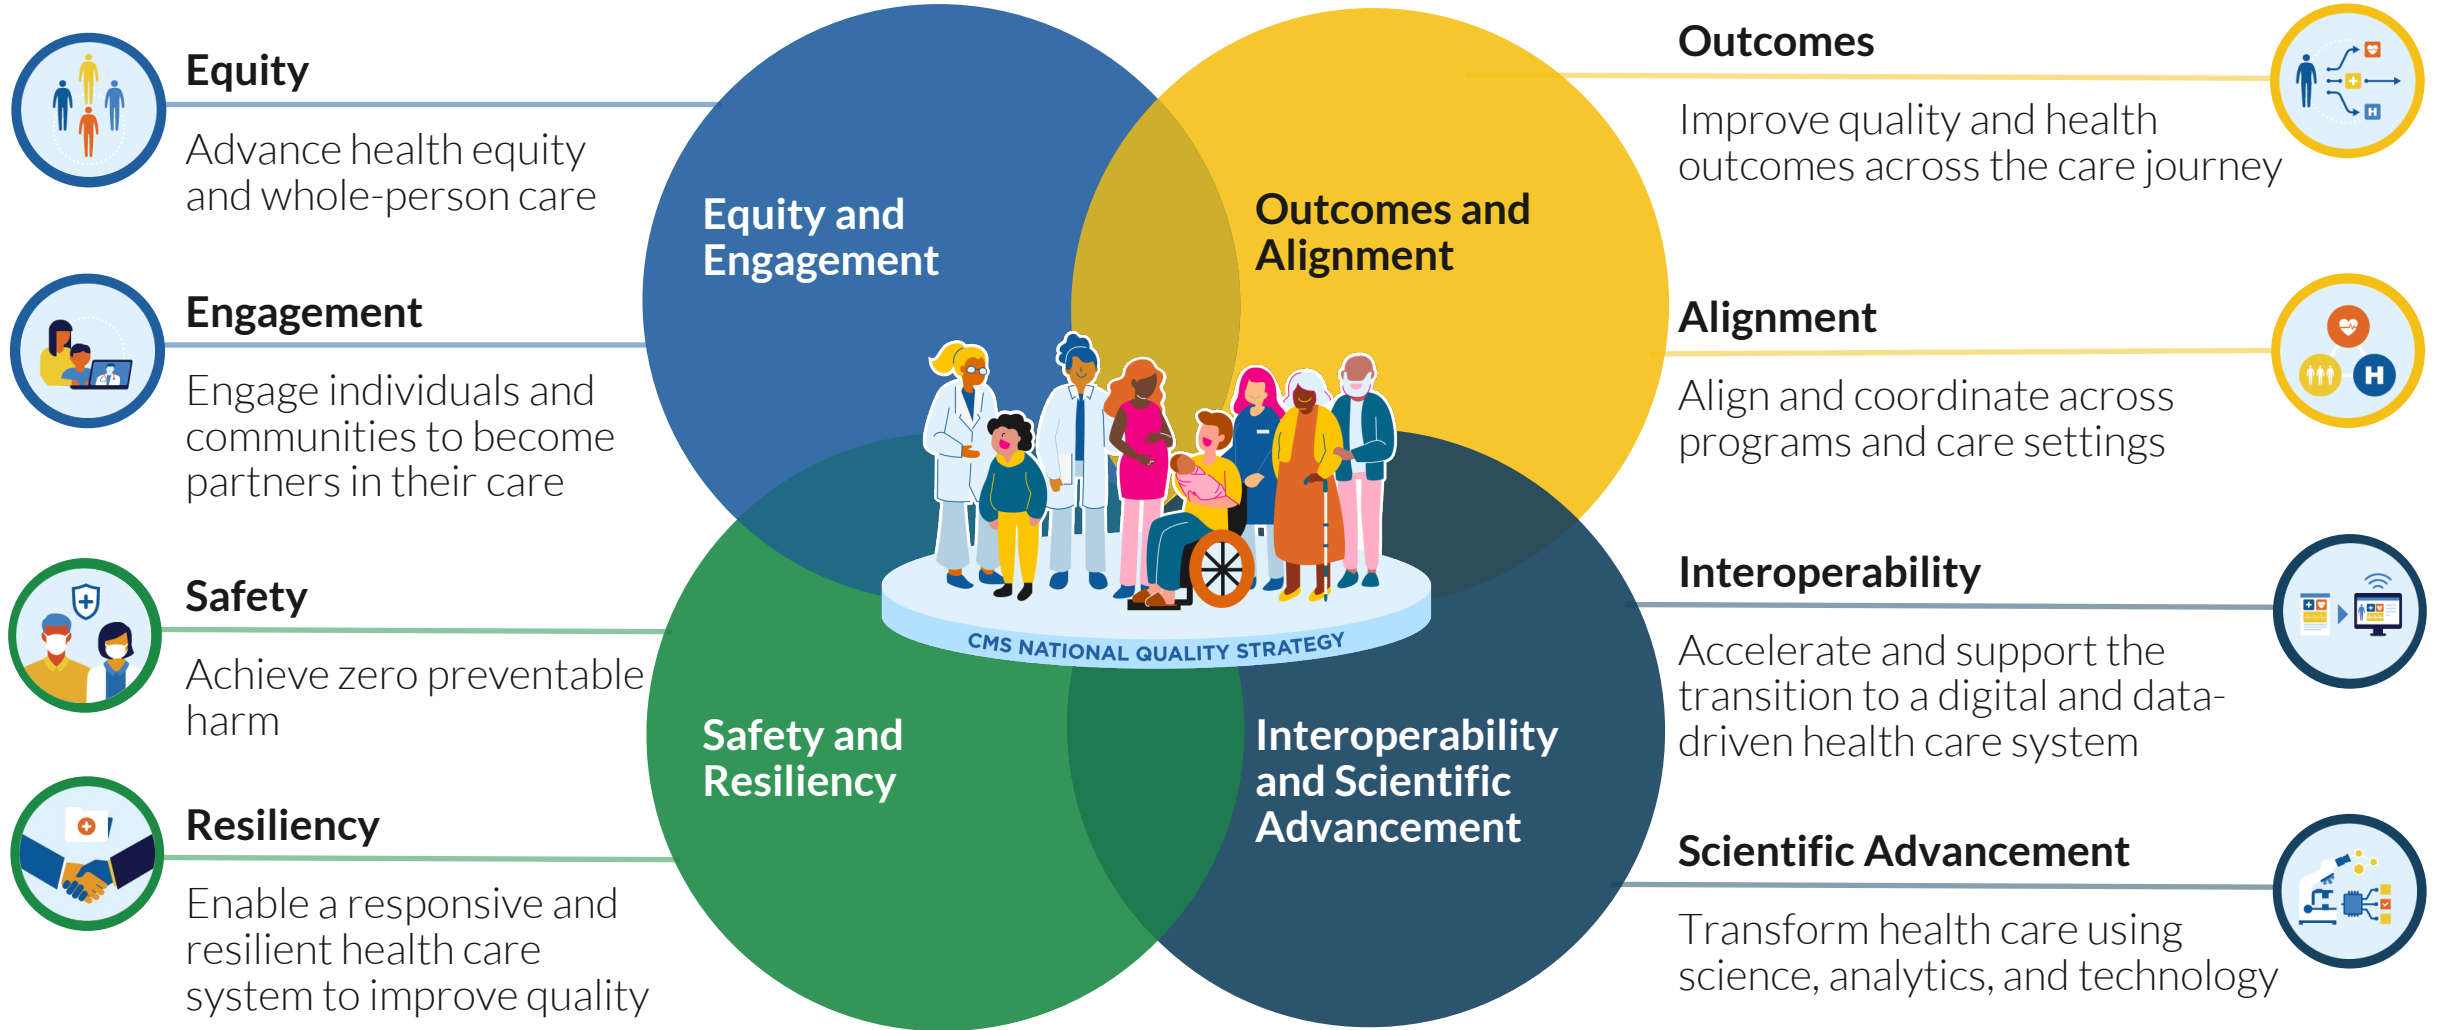 Equity
Advance health equity
and whole-person care
Engagement
Engage individuals and
communities to become
partners in their care
Safety
Achieve zero preventable
harm
Resiliency
Enable a responsive and
resilient health care
system to improve quality
Equity and
Engagement
Outcomes and
Alignment
CMS NATIONAL QUALITY STRATEGY
Safety and
Resiliency
Interoperability
and Scientific
Advancement
Outcomes
Improve quality and health
outcomes across the care journey
Alignment
Align and coordinate across
programs and care settings
H
H
Interoperability
Accelerate and support the
transition to a digital and data-
driven health care system
Scientific Advancement
Transform health care using
science, analytics, and technology